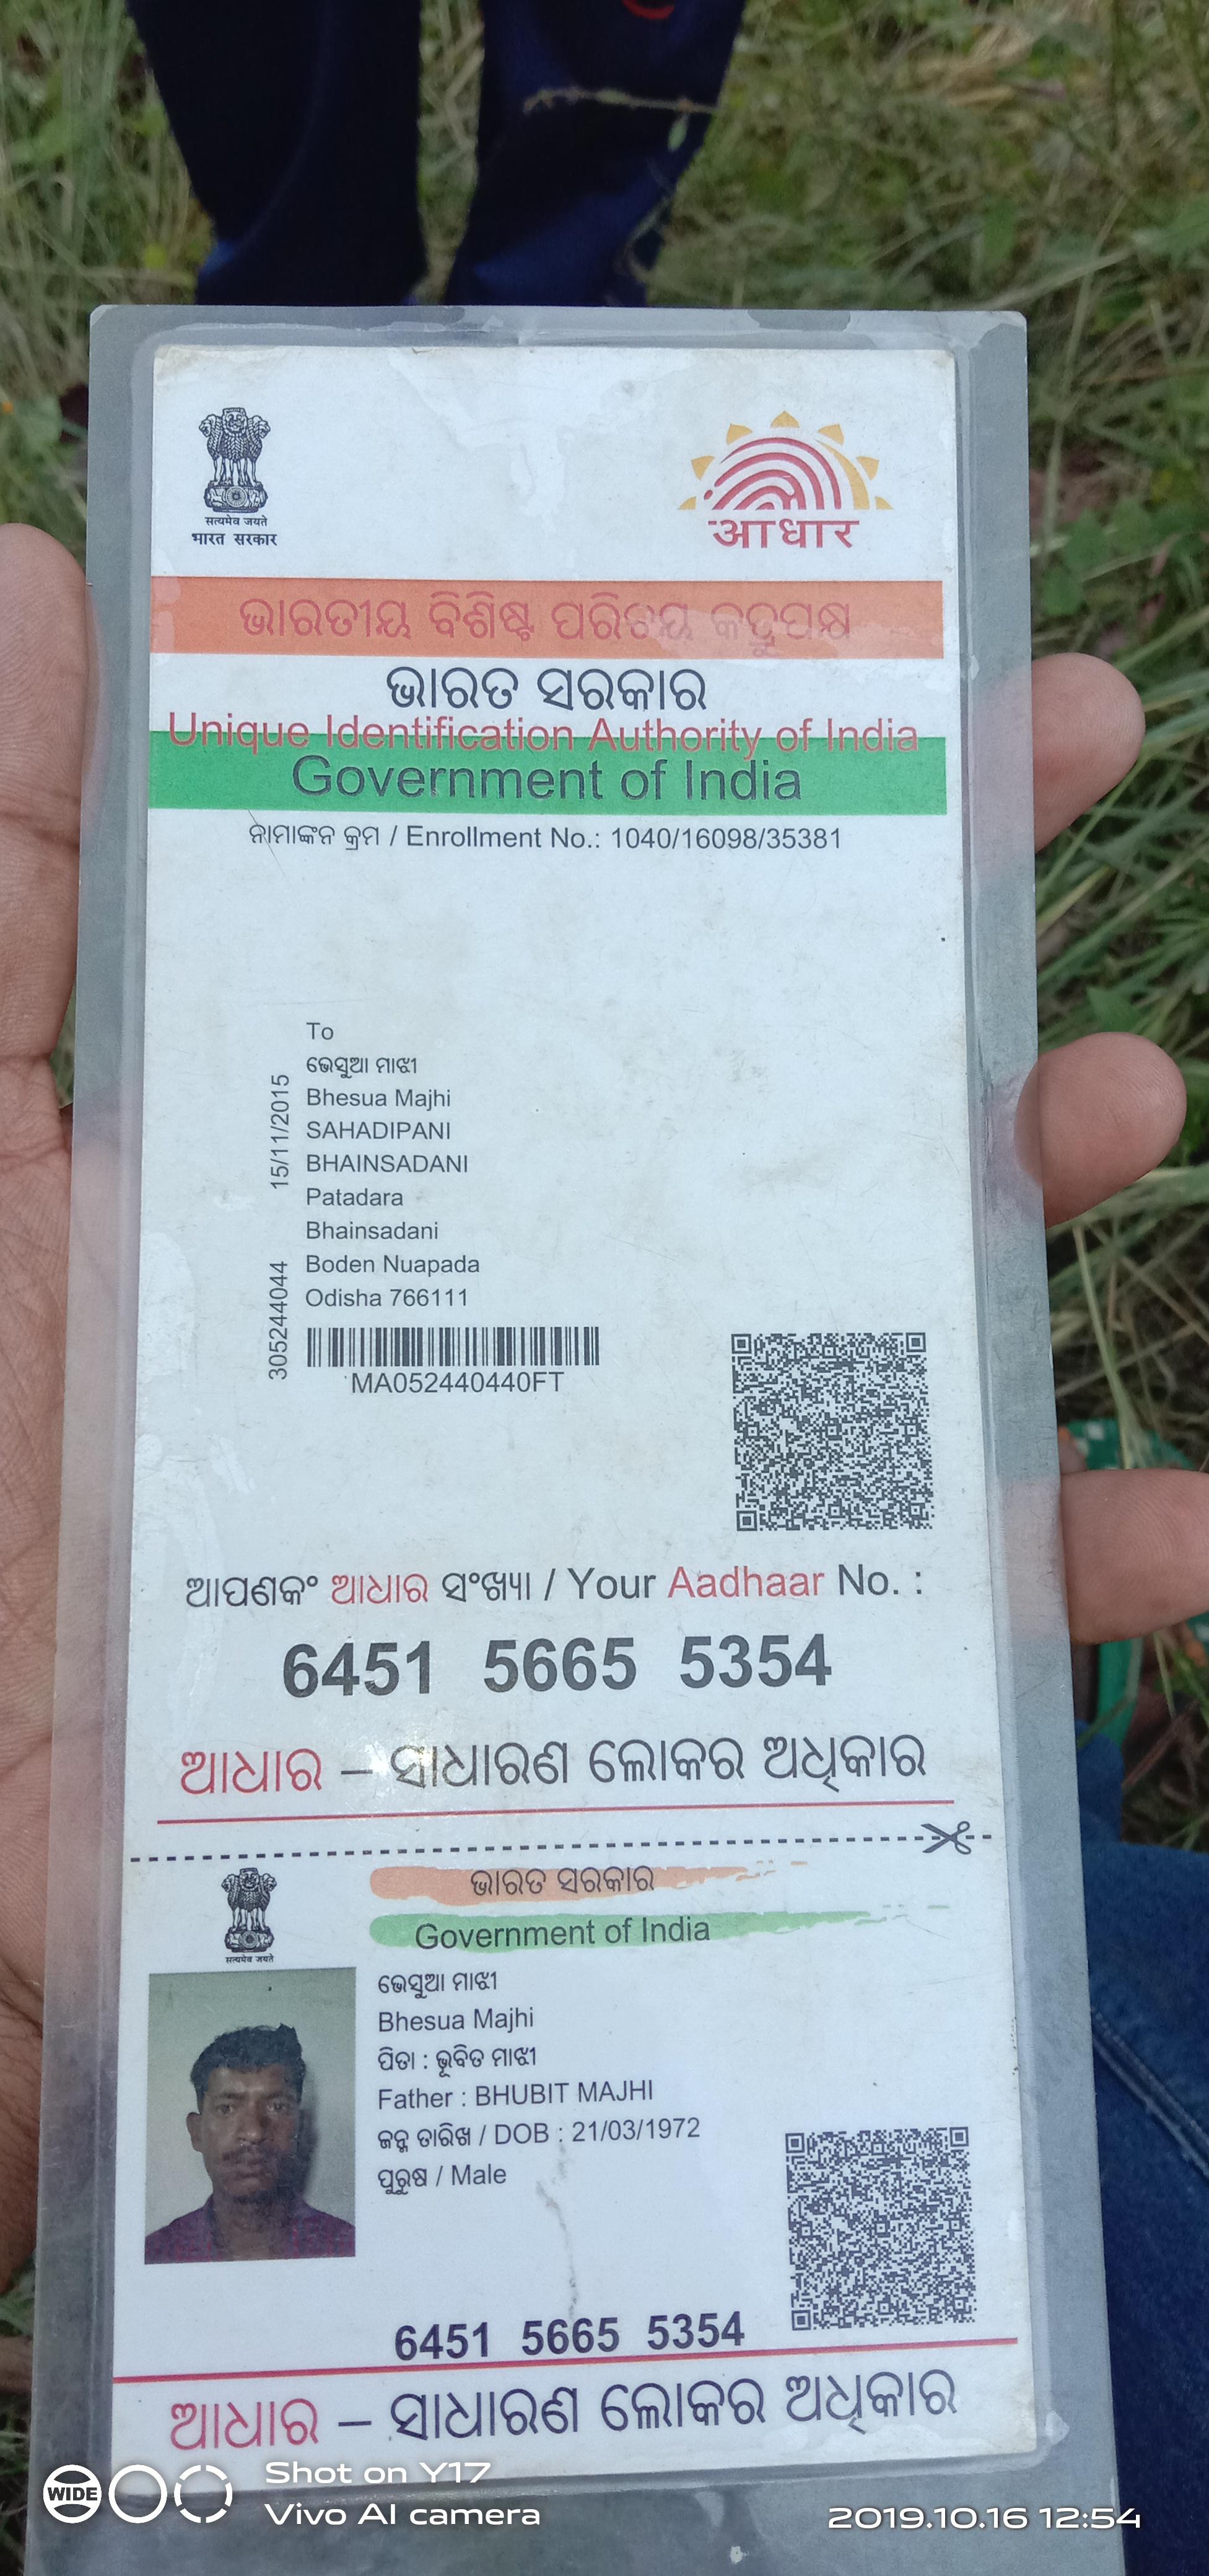 सत्यमेव जयते
भारत सरकार
आधार
ଭାରତୀୟ ବିଶିଷ୍ଟ ପରିଚୟ କର୍ତ୍ତୃପକ୍ଷ
ଭାରତ ସରକାର
Unique Identification Authority of India
Government of India
ନାମାଙ୍କନ କ୍ରମ / Enrollment No.: 1040/16098/35381
15/11/2015
305244044
To
ଭେସୁଆ ମାଝୀ
Bhesua Majhi
SAHADIPANI
BHAINSADANI
Patadara
Bhainsadani
Boden Nuapada
Odisha 766111
MA052440440FT
ଆପଣକଂ ଆଧାର ସଂଖ୍ୟା / Your Aadhaar No. :
6451 5665 5354
ଆଧାର – ସାଧାରଣ ଲୋକର ଅଧିକାର
सत्यमेव जयते
ଭାରତ ସରକାର
Government of India
ଭେସୁଆ ମାଝୀ
Bhesua Majhi
ପିତା : ଭୂବିତ ମାଝୀ
Father : BHUBIT MAJHI
ଜନ୍ମ ତାରିଖ / DOB : 21/03/1972
ପୁରୁଷ / Male
6451 5665 5354
ଆଧାର – ସାଧାରଣ ଲୋକର ଅଧିକାର
WIDE
Shot on Y17
Vivo AI camera
2019.10.16 12:54